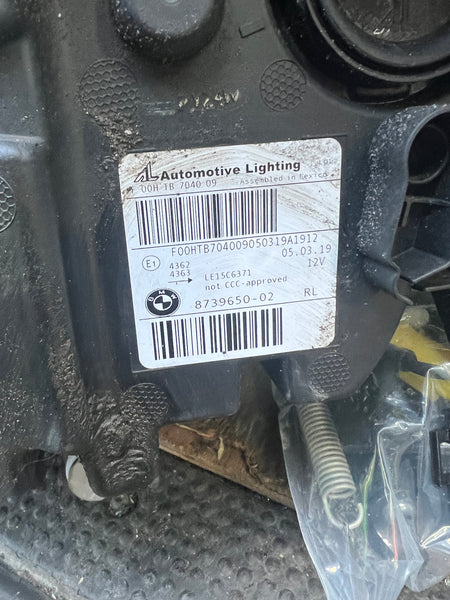 Automotive Lighting
00H TB 7040 09
Assembled in Mexico
F00HTB704009050319A1912
E1
4362
4363
LE15C6371
not CCC-approved
05.03.19
12V
BMW
8739650-02
RL